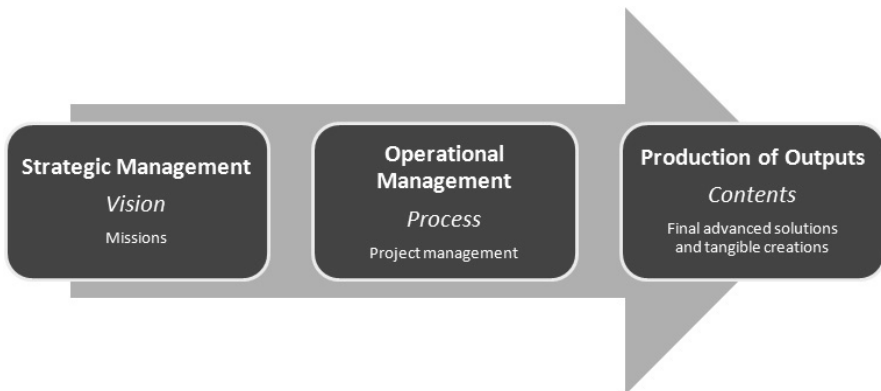 Strategic Management
Vision
Missions
Operational
Management
Process
Project management
Production of Outputs
Contents
Final advanced solutions
and tangible creations